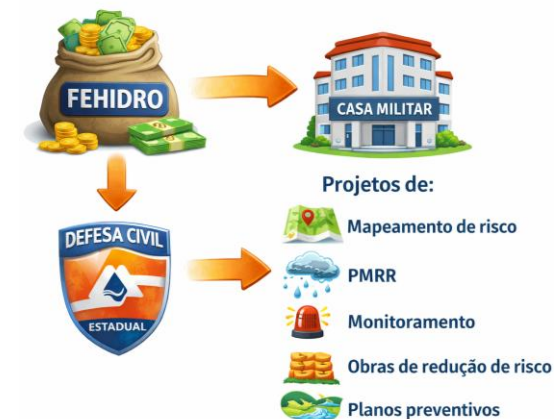 FEHIDRO
CASA MILITAR
Projetos de:
DEFESA CIVIL
ESTADUAL
Mapeamento de risco
PMRR
Monitoramento
Obras de redução de risco
Planos preventivos